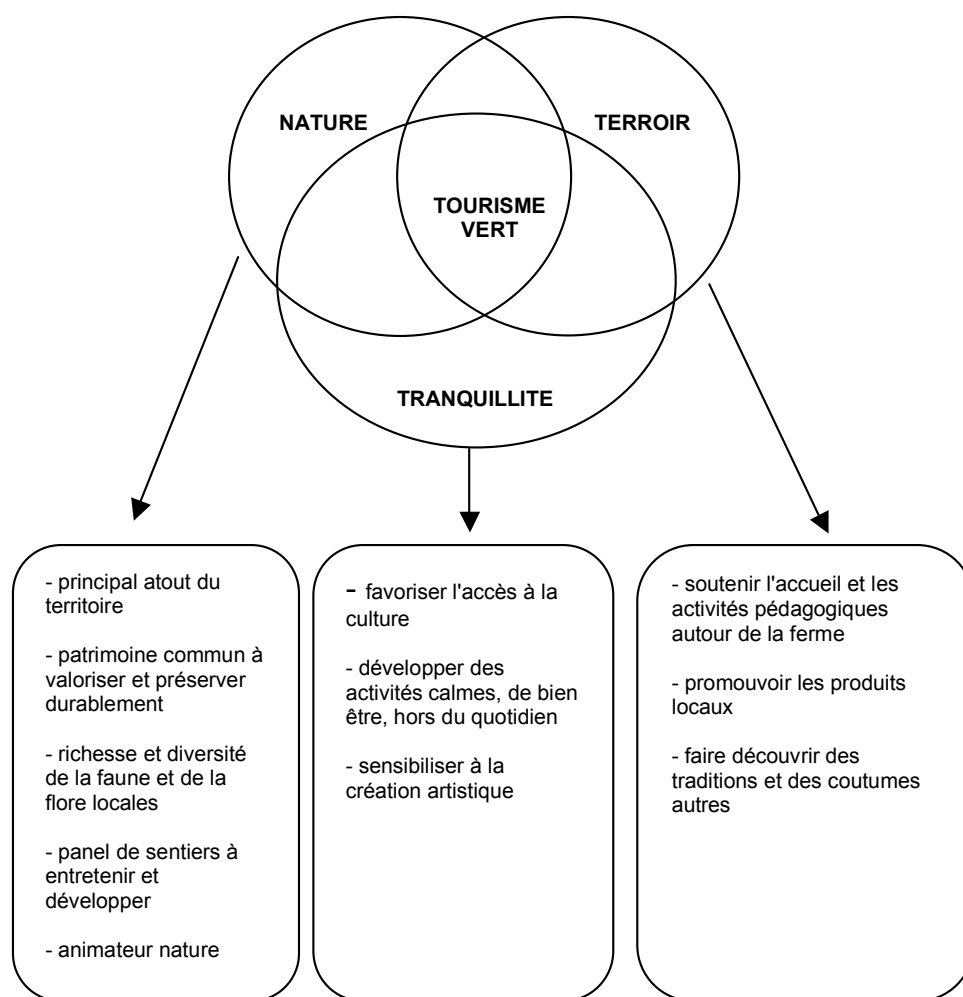 NATURE
TERROIR
TOURISME
VERT
TRANQUILLITE
- principal atout du
territoire
- patrimoine commun à
valoriser et préserver
durablement
- richesse et diversité
de la faune et de la
flore locales
- panel de sentiers à
entretenir et
développer
- animateur nature
- favoriser l'accès à la
culture
- développer des
activités calmes, de bien
être, hors du quotidien
- sensibiliser à la
création artistique
- soutenir l'accueil et les
activités pédagogiques
autour de la ferme
- promouvoir les produits
locaux
- faire découvrir des
traditions et des coutumes
autres